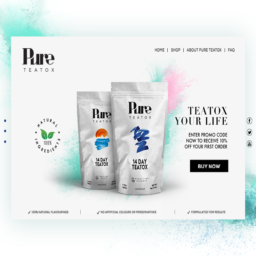 Pure
TEATOX
HOME | SHOP | ABOUT PURE TEATOX | FAQ
Pure
TEATOX
14 DAY
TEATOX
Pure
TEATOX
14 DAY
TEATOX
NATURAL
100%
INGREDIENTS
TEATOX
YOUR LIFE
ENTER PROMO CODE
NOW TO RECEIVE 10%
OFF YOUR FIRST ORDER
BUY NOW
100% NATURAL FLAVOURINGS
NO ARTIFICIAL COLOURS OR PRESERVATIVES
FORMULATED FOR RESULTS